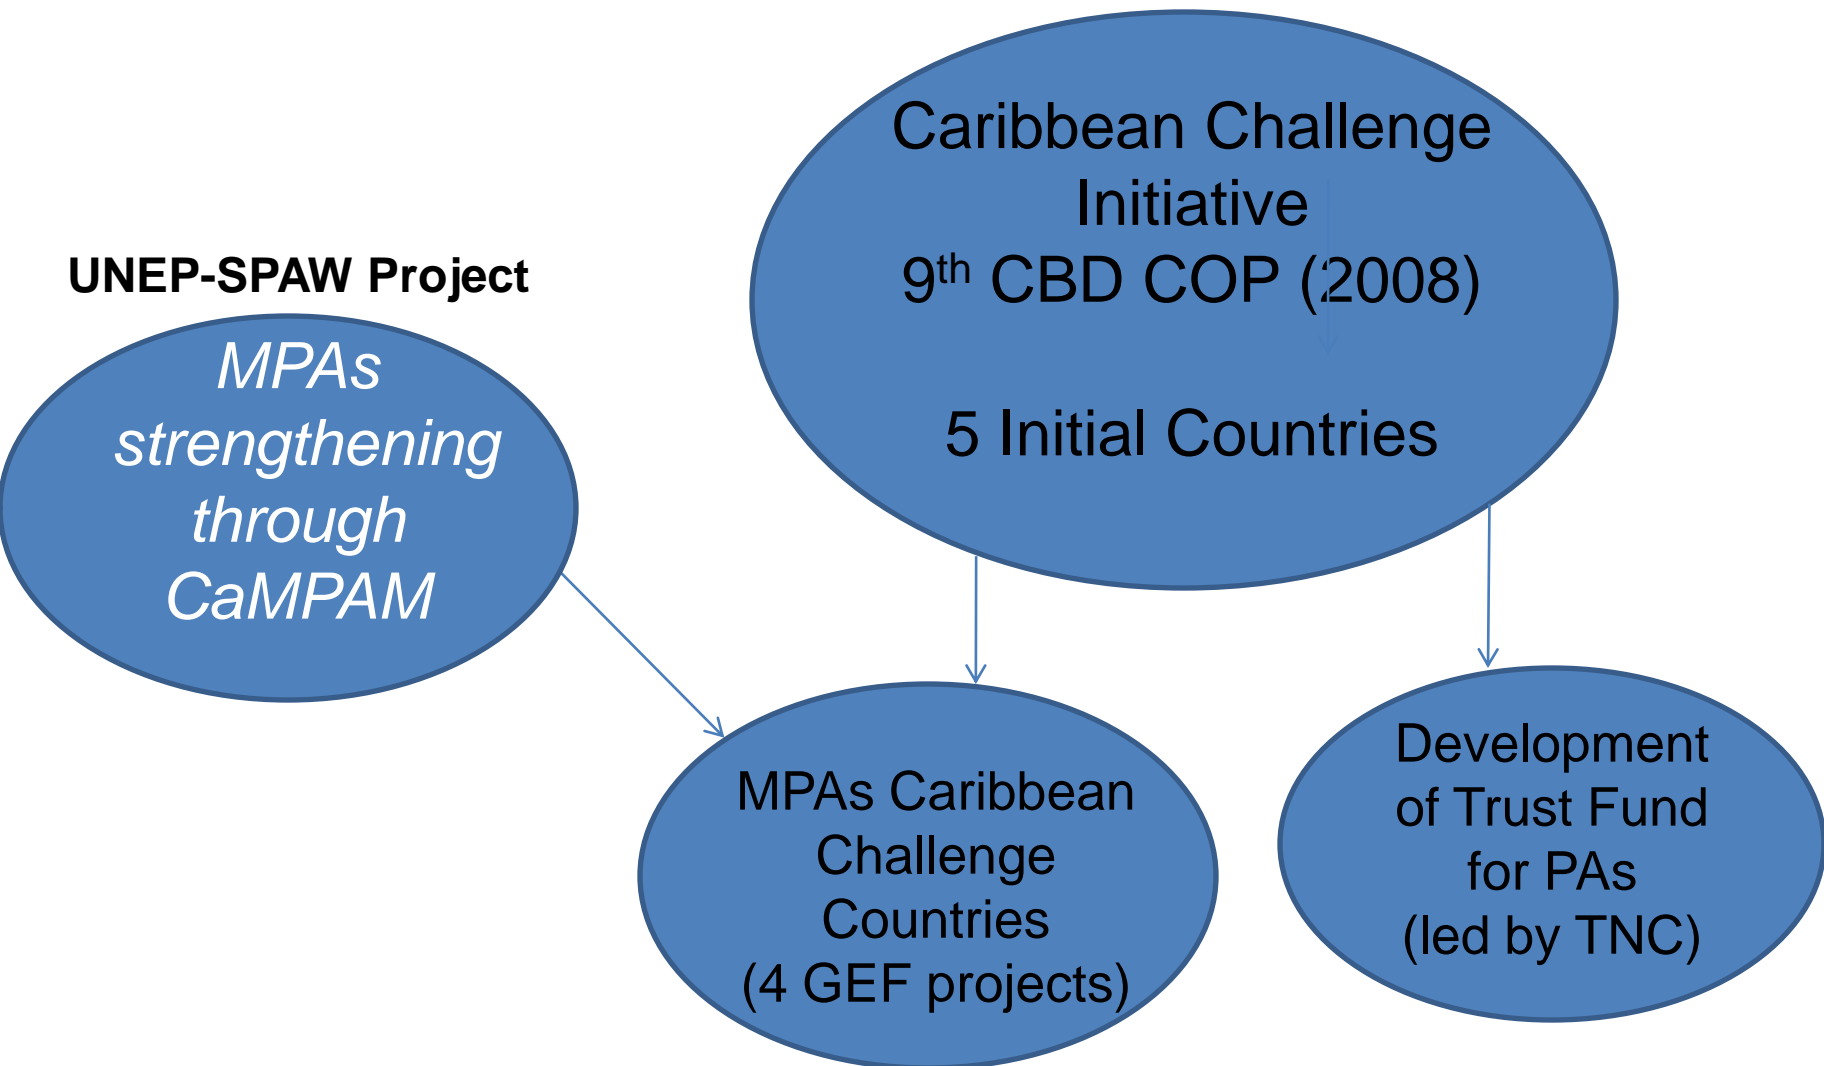 Caribbean Challenge
Initiative
9th CBD COP (2008)
5 Initial Countries
UNEP-SPAW Project
MPAs
strengthening
through
CaMPAM
MPAs Caribbean
Challenge
Countries
(4 GEF projects)
Development
of Trust Fund
for PAs
(led by TNC)